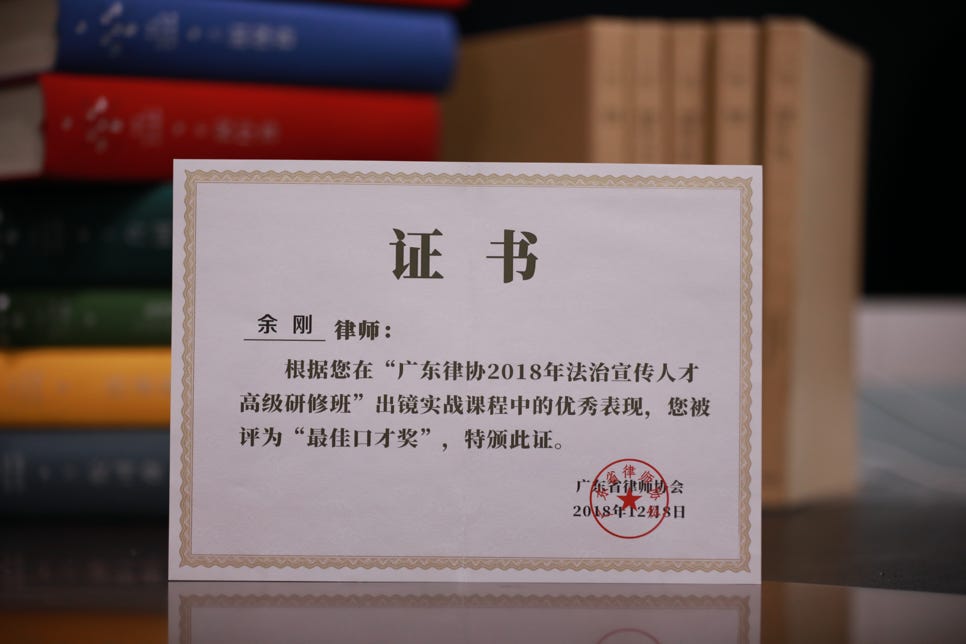 证 书
余 刚 律师：
根据您在“广东律协2018年法治宣传人才
高级研修班”出镜实战课程中的优秀表现，您被
评为“最佳口才奖”，特颁此证。
广东省律师协会
2018年12月8日